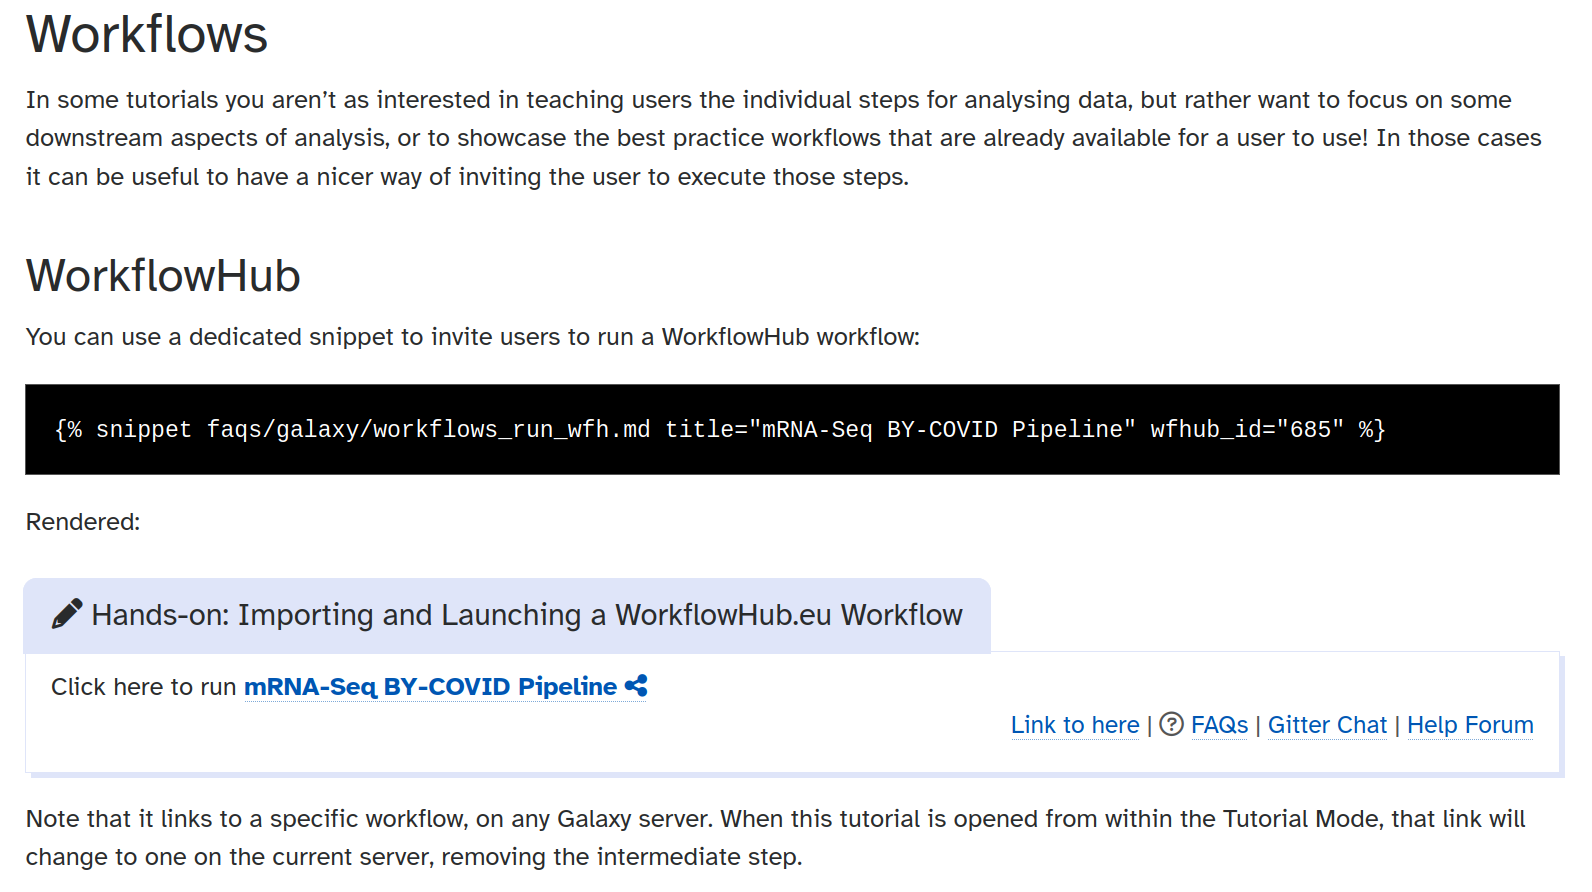 Workflows
In some tutorials you aren’t as interested in teaching users the individual steps for analysing data, but rather want to focus on some
downstream aspects of analysis, or to showcase the best practice workflows that are already available for a user to use! In those cases
it can be useful to have a nicer way of inviting the user to execute those steps.
WorkflowHub
You can use a dedicated snippet to invite users to run a WorkflowHub workflow:
{% snippet faqs/galaxy/workflows_run_wfh.md title="mRNA-Seq BY-COVID Pipeline" wfhub_id="685" %}
Rendered:
Hands-on: Importing and Launching a WorkflowHub.eu Workflow
Click here to run mRNA-Seq BY-COVID Pipeline
Link to here | FAQs | Gitter Chat | Help Forum
Note that it links to a specific workflow, on any Galaxy server. When this tutorial is opened from within the Tutorial Mode, that link will
change to one on the current server, removing the intermediate step.